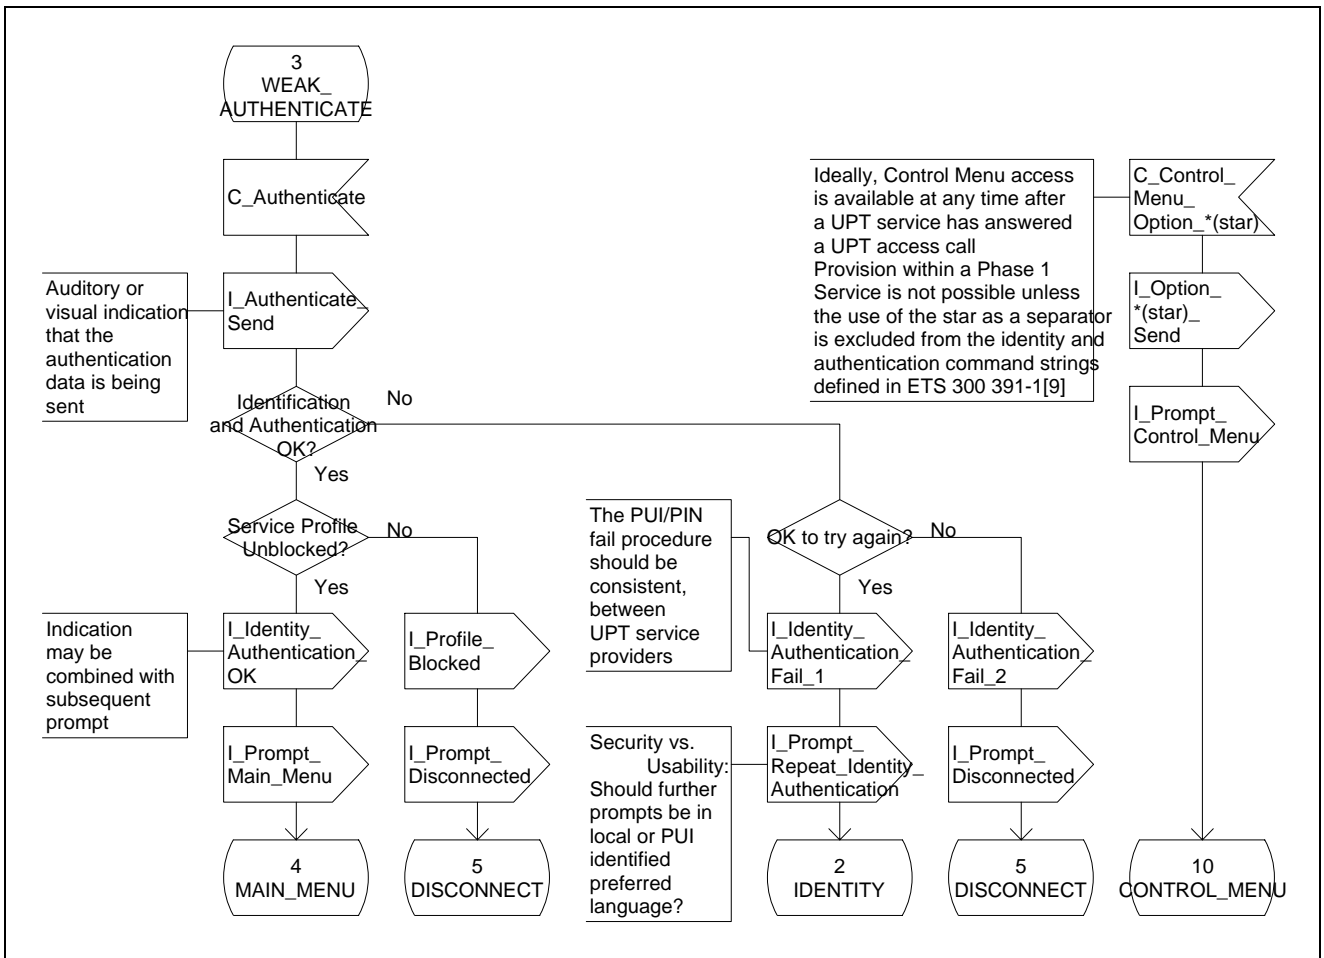 3
WEAK_
AUTHENTICATE
C_Authenticate
Auditory or
visual indication
that the
authentication
data is being
sent
I_Authenticate_
Send
Identification
and Authentication
OK?
No
Yes
Service Profile
Unblocked?
No
Yes
Indication
may be
combined with
subsequent
prompt
I_Identity_
Authentication_
OK
I_Prompt_
Main_Menu
4
MAIN_MENU
I_Profile_
Blocked
I_Prompt_
Disconnected
5
DISCONNECT
The PUI/PIN
fail procedure
should be
consistent,
between
UPT service
providers
OK to try again?
No
Yes
I_Identity_
Authentication_
Fail_1
Security vs.
Usability:
Should further
prompts be in
local or PUI
identified
preferred
language?
I_Prompt_
Repeat_Identity_
Authentication
2
IDENTITY
I_Identity_
Authentication_
Fail_2
I_Prompt_
Disconnected
5
DISCONNECT
Ideally, Control Menu access
is available at any time after
a UPT service has answered
a UPT access call
Provision within a Phase 1
Service is not possible unless
the use of the star as a separator
is excluded from the identity and
authentication command strings
defined in ETS 300 391-1[9]
C_Control_
Menu_
Option_*(star)
I_Option_
*(star)_
Send
I_Prompt_
Control_Menu
10
CONTROL_MENU